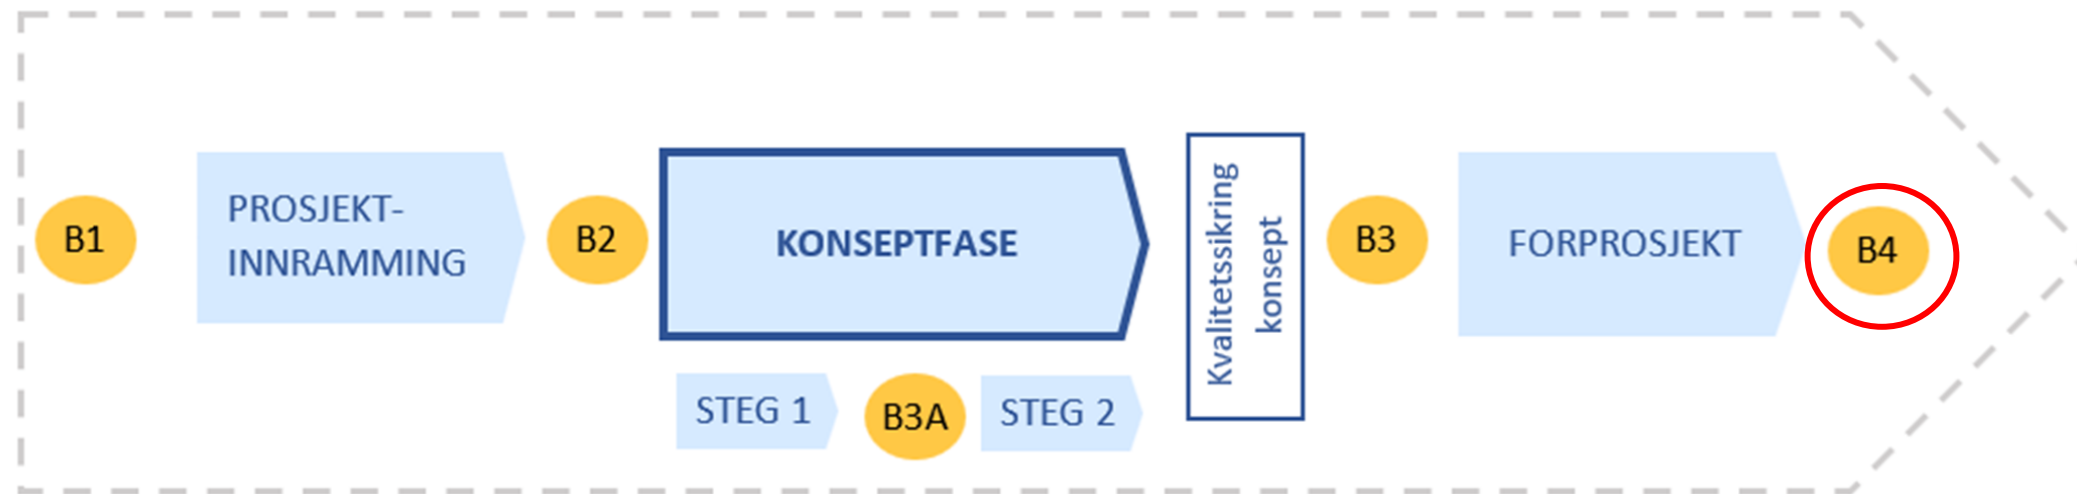 B1
PROSJEKT-
INNRAMMING
B2
KONSEPTFASE
STEG 1
B3A
STEG 2
Kvalitetssikring
konsept
B3
FORPROSJEKT
B4